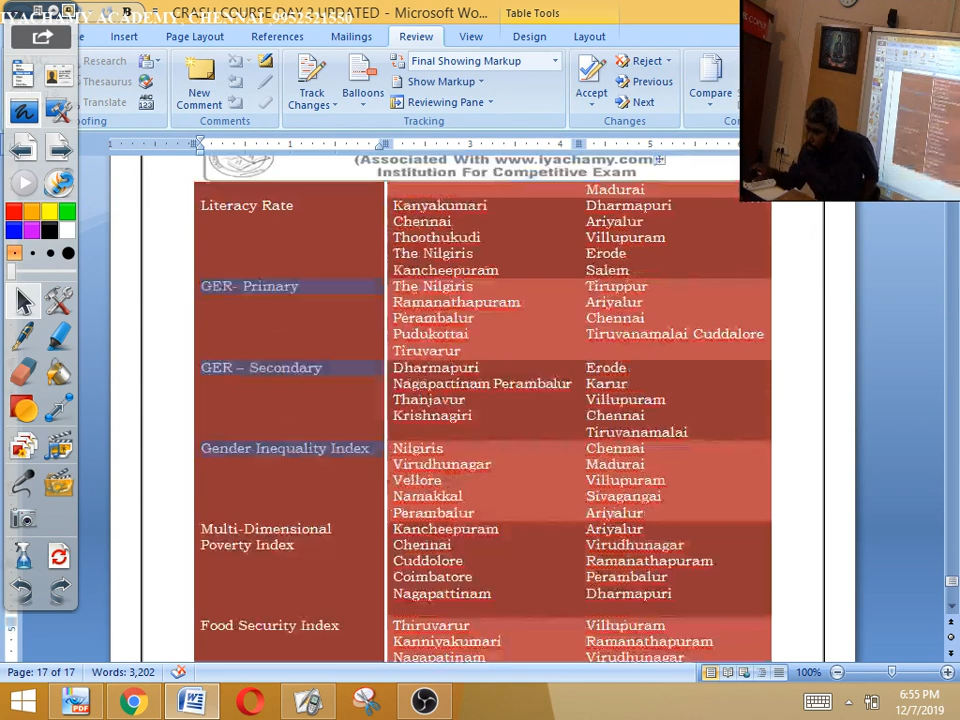 IYACHAMY ACADEMY, CHENNAI-9952521550
CRASH COURSE DAY 3 UPDATED - Microsoft Wo...
Table Tools
Insert
Page Layout
References
Mailings
Review
View
Design
Layout
Research
Thesaurus
Translate
ABC
123
New
Comment
Comments
Track
Changes
Balloons
Final Showing Markup
Show Markup
Reviewing Pane
Tracking
Accept
Reject
Previous
Next
Changes
Compare
(Associated With www.iyachamy.com)
Institution For Competitive Exam
Madurai
Literacy Rate Kanyakumari Dharmapuri
Chennai Ariyalur
Thoothukudi Villupuram
The Nilgiris Erode
Kancheepuram Salem
GER- Primary The Nilgiris Tiruppur
Ramanathapuram Ariyalur
Perambalur Chennai
Pudukottai Tiruvanamalai Cuddalore
Tiruvarur
GER – Secondary Dharmapuri Erode
Nagapattinam Perambalur Karur
Thanjavur Villupuram
Krishnagiri Chennai
Tiruvanamalai
Gender Inequality Index Nilgiris Chennai
Virudhunagar Madurai
Vellore Villupuram
Namakkal Sivagangai
Perambalur Ariyalur
Multi-Dimensional Kancheepuram Ariyalur
Poverty Index Chennai Virudhunagar
Cuddolore Ramanathapuram
Coimbatore Perambalur
Nagapattinam Dharmapuri
Food Security Index Thiruvarur Villupuram
Kanniyakumari Ramanathapuram
Nagapatinam Virudhunagar
Page: 17 of 17 Words: 3,202 100%
6:55 PM
12/7/2019